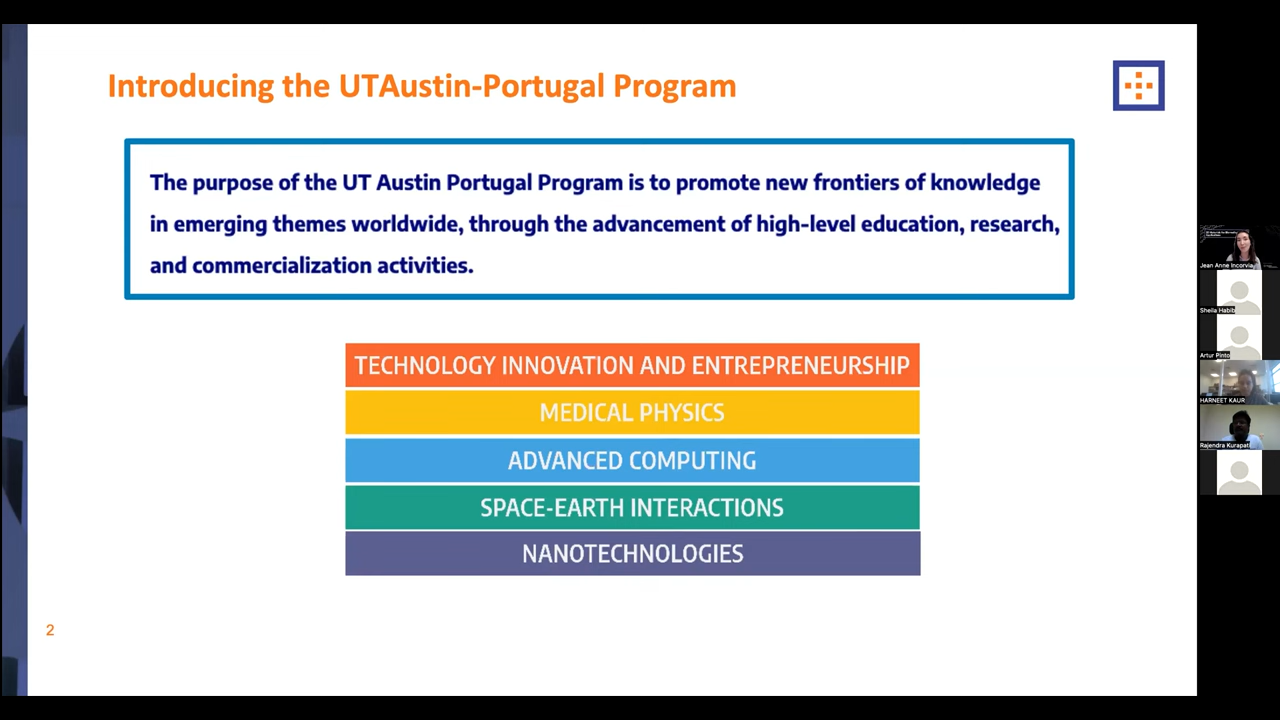 Introducing the UTAustin-Portugal Program
The purpose of the UT Austin Portugal Program is to promote new frontiers of knowledge
in emerging themes worldwide, through the advancement of high-level education, research,
and commercialization activities.
TECHNOLOGY INNOVATION AND ENTREPRENEURSHIP
MEDICAL PHYSICS
ADVANCED COMPUTING
SPACE-EARTH INTERACTIONS
NANOTECHNOLOGIES
2
Jean Anne Incorvia
Sheila Habib
Artur Pinto
HARNEET KAUR
Rajendra Kurapati